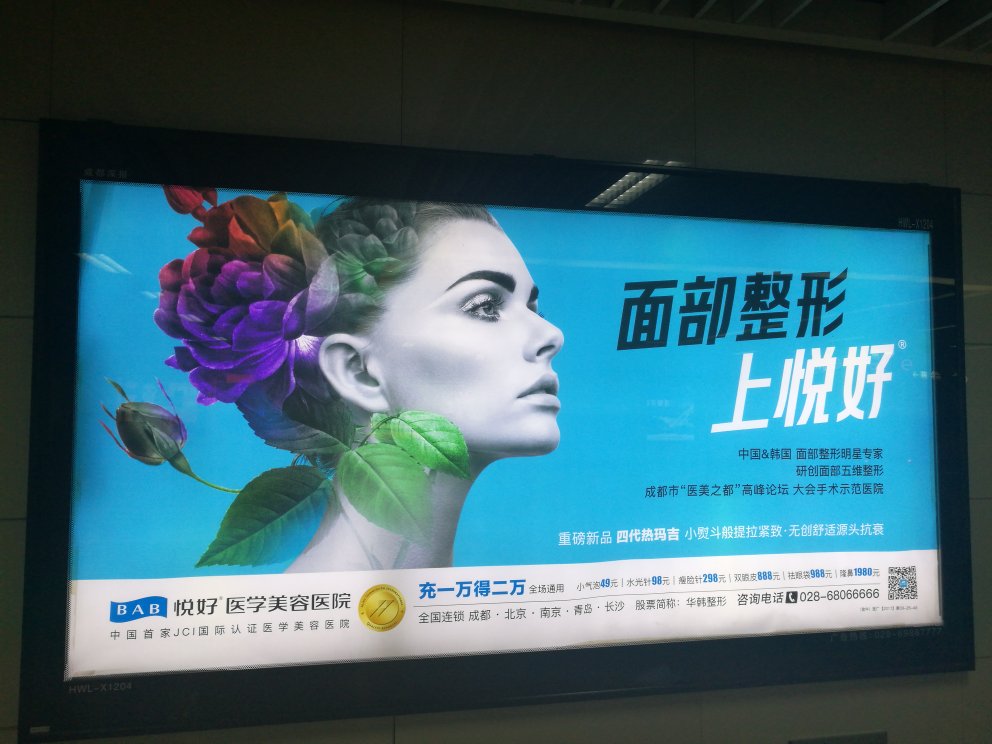 成都深报
HWL-X1204
面部整形
上悦好®
中国&韩国 面部整形明星专家
研创面部五维整形
成都市“医美之都”高峰论坛 大会手术示范医院
重磅新品 四代热玛吉 小熨斗般提拉紧致·无创舒适源头抗衰
BAB 悦好®医学美容医院
中国首家JCI国际认证医学美容医院
充一万得二万 全场通用 小气泡49元 | 水光针98元 | 瘦脸针298元 | 双眼皮888元 | 祛眼袋988元 | 隆鼻1980元
全国连锁 成都·北京·南京·青岛·长沙 股票简称：华韩整形 咨询电话 028-68066666
HWL-X1204